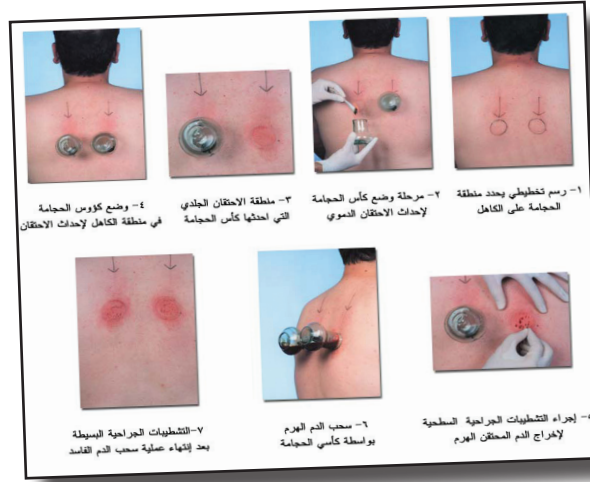 ١- رسم تخطيطي يحدد منطقة
الحجامة على الكاهل
٢- مرحلة وضع كأس الحجامة
لإحداث الاحتقان الدموي
٣- منطقة الاحتقان الجلدي
التي احدثها كأس الحجامة
٤- وضع كؤوس الحجامة
في منطقة الكاهل لإحداث الاحتقان
٥- إجراء التشطيبات الجراحية السطحية
لإخراج الدم المحتقن الهرم
٦- سحب الدم الهرم
بواسطة كأسي الحجامة
٧-التشطيبات الجراحية البسيطة
بعد إنتهاء عملية سحب الدم الفاسد